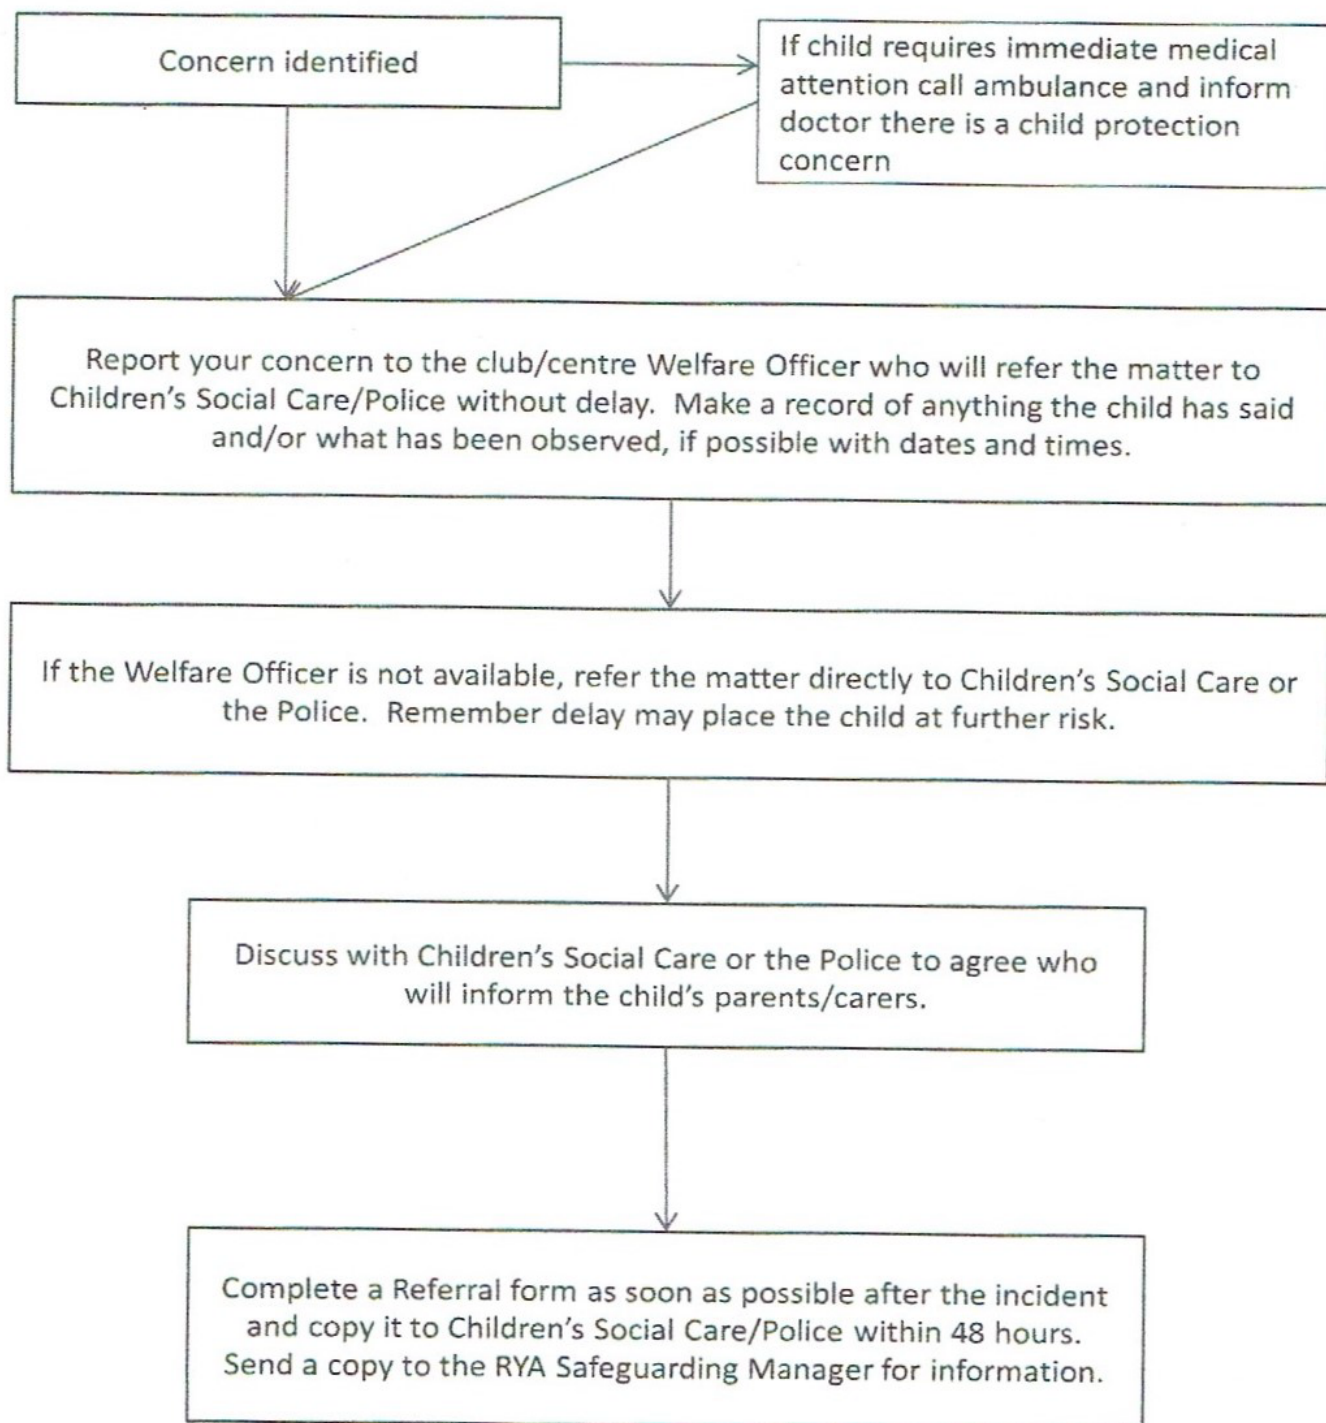 Concern identified
If child requires immediate medical
attention call ambulance and inform
doctor there is a child protection
concern
Report your concern to the club/centre Welfare Officer who will refer the matter to
Children's Social Care/Police without delay.  Make a record of anything the child has said
and/or what has been observed, if possible with dates and times.
If the Welfare Officer is not available, refer the matter directly to Children's Social Care or
the Police.  Remember delay may place the child at further risk.
Discuss with Children's Social Care or the Police to agree who
will inform the child's parents/carers.
Complete a Referral form as soon as possible after the incident
and copy it to Children's Social Care/Police within 48 hours.
Send a copy to the RYA Safeguarding Manager for information.